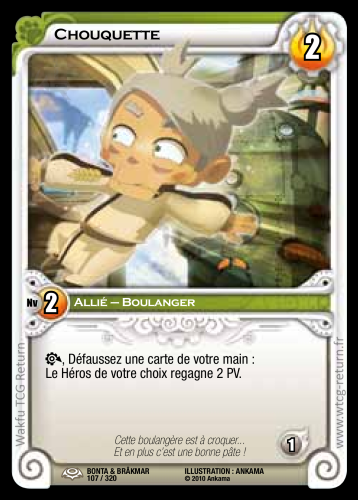 Chouquette
2
Nv 2 Allié – Boulanger
, Défaussez une carte de votre main :
Le Héros de votre choix regagne 2 PV.
Cette boulangère est à croquer...
Et en plus c'est une bonne pâte !
1
BONTA & BRÂKMAR
107 / 320
ILLUSTRATION : ANKAMA
© 2010 Ankama
Wakfu TCG Return
www.wtcg-return.fr